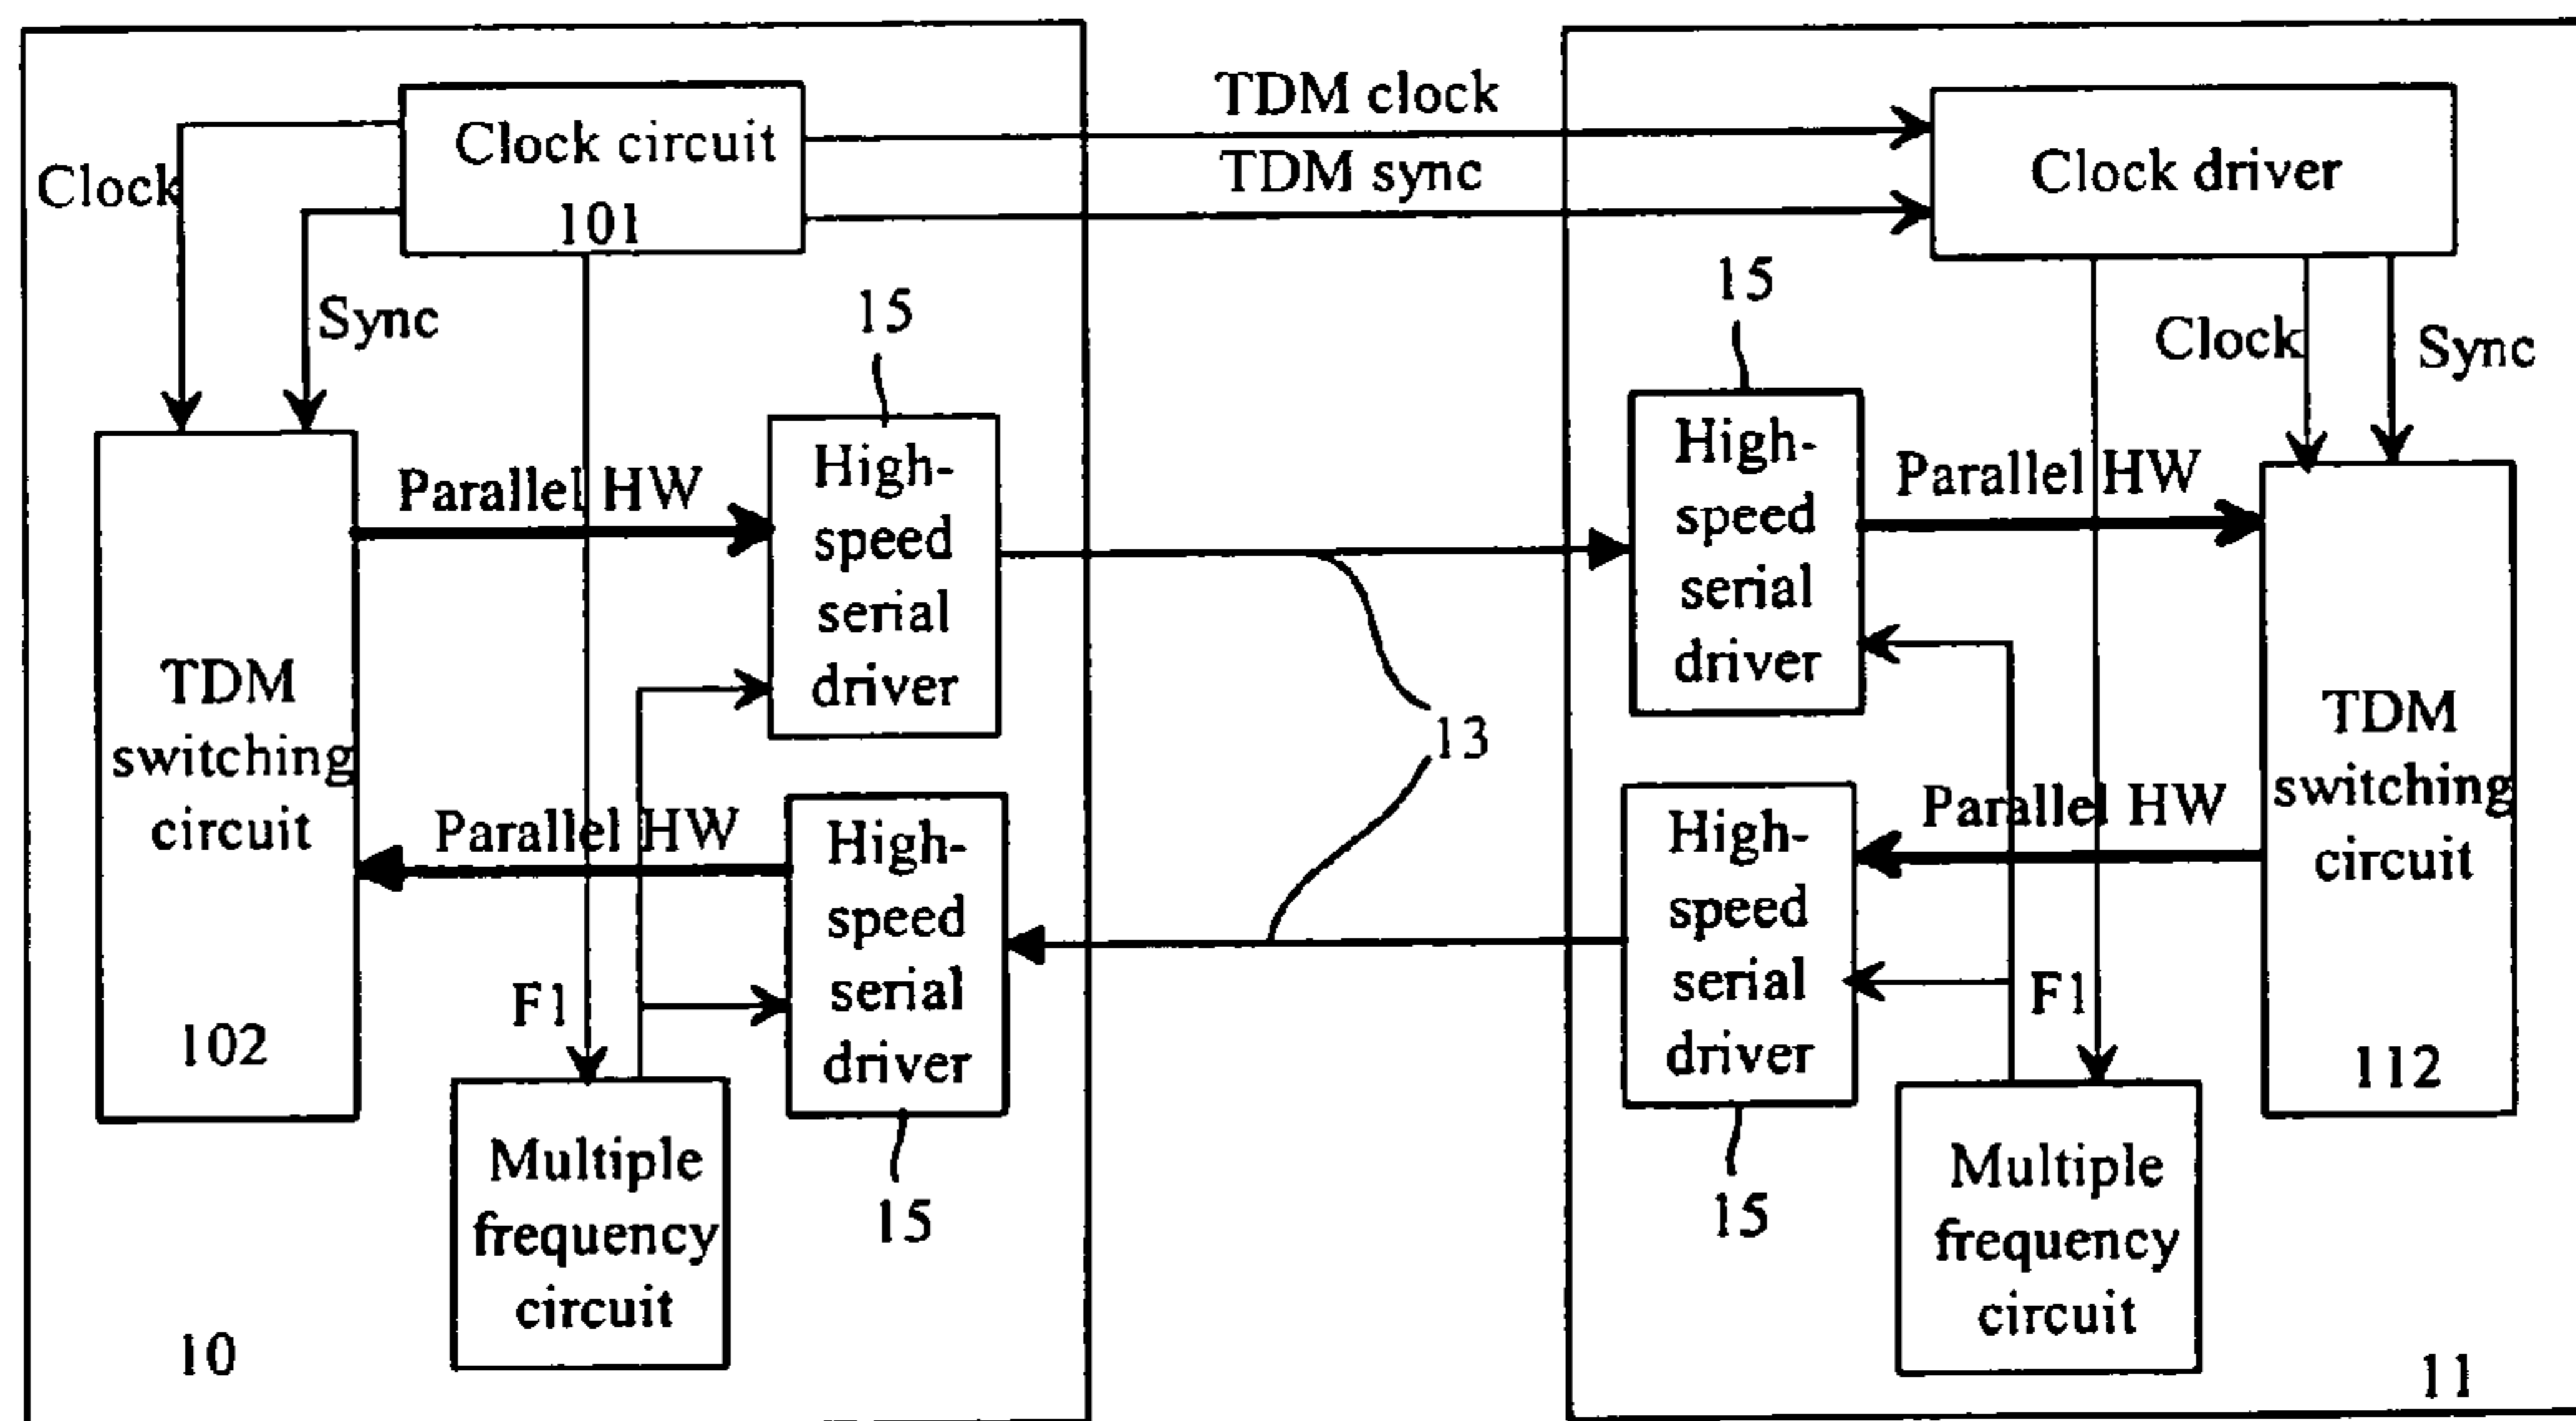 TDM clock
TDM sync
Clock circuit
101
Clock
Sync
15
Parallel HW
High-
speed
serial
driver
TDM
switching
circuit
102
Parallel HW
High-
speed
serial
driver
15
F1
Multiple
frequency
circuit
10
13
Clock driver
15
Clock
Sync
High-
speed
serial
driver
Parallel HW
TDM
switching
circuit
112
Parallel HW
High-
speed
serial
driver
15
F1
Multiple
frequency
circuit
11